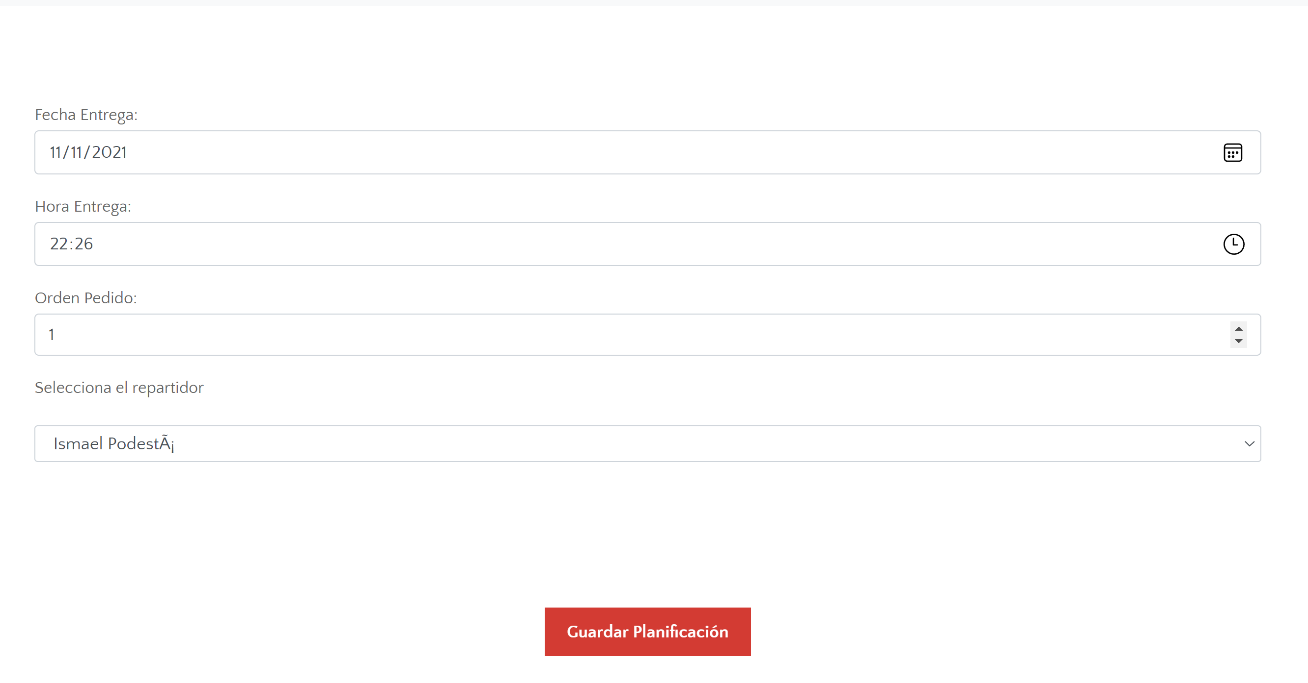 Fecha Entrega:
11/11/2021
Hora Entrega:
22:26
Orden Pedido:
1
Selecciona el repartidor
Ismael PodestÃ¡
Guardar Planificación